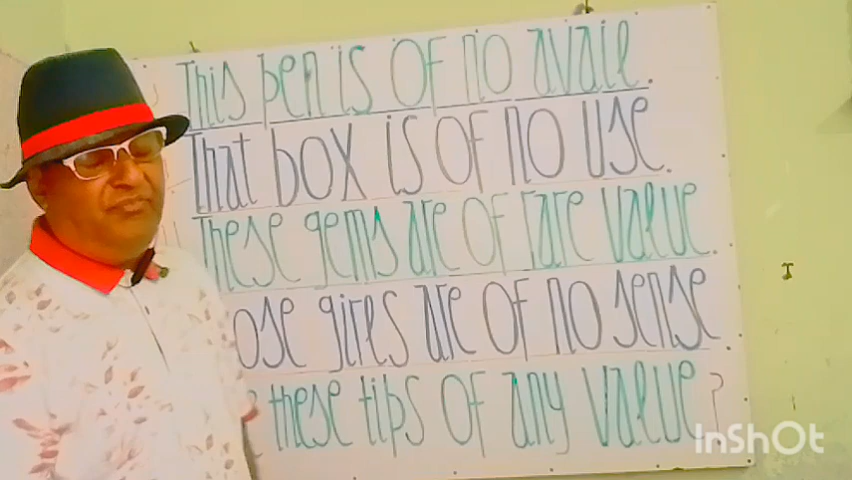 This pen is of no avail.
That box is of no use.
These gems are of rare value.
ose girls are of no sense.
these tips of any value?
InShOt